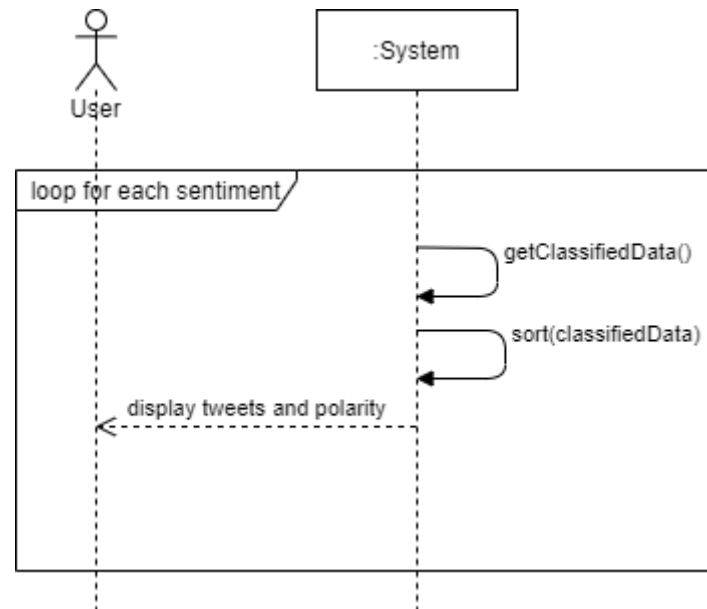 :System
User
loop for each sentiment
getClassifiedData()
sort(classifiedData)
display tweets and polarity